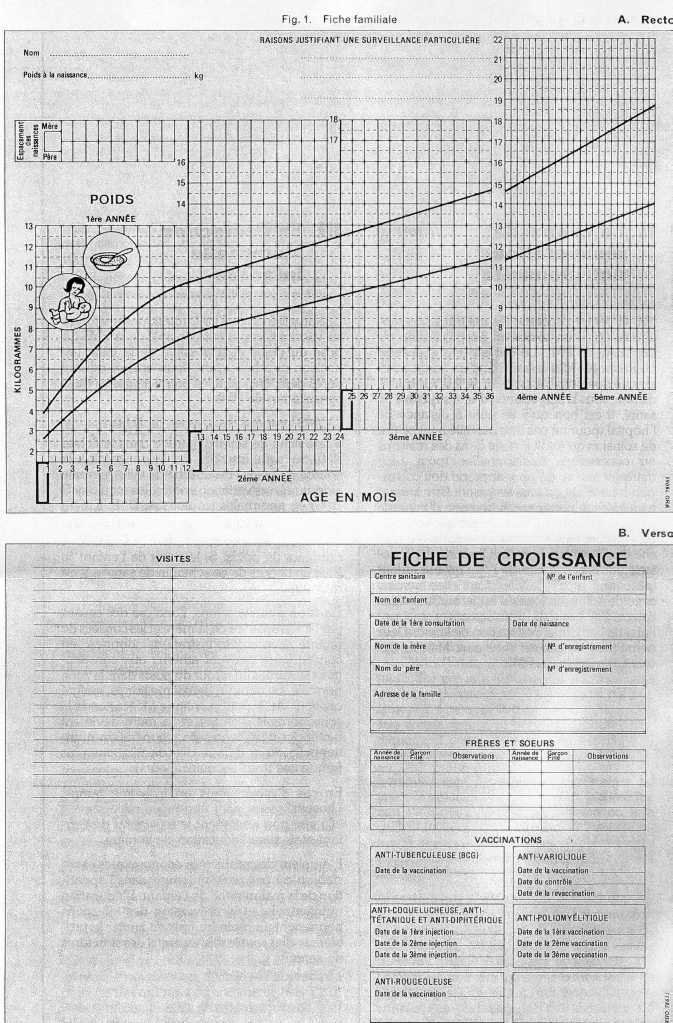 Fig. 1. Fiche familiale
A. Recto
Nom
Poids à la naissance kg
RAISONS JUSTIFIANT UNE SURVEILLANCE PARTICULIÈRE
22
21
20
19
18
17
16
15
14
13
12
11
10
9
8
18
17
Espacement des naissances
Mère
Père
16
15
14
POIDS
1ère ANNÉE
KILOGRAMMES
13
12
11
10
9
8
7
6
5
4
3
2
2 3 4 5 6 7 8 9 10 11 12
13 14 15 16 17 18 19 20 21 22 23 24
2ème ANNÉE
25 26 27 28 29 30 31 32 33 34 35 36
3ème ANNÉE
4ème ANNÉE
5ème ANNÉE
AGE EN MOIS
B. Verso
VISITES
FICHE DE CROISSANCE
Centre sanitaire
Nº de l'enfant
Nom de l'enfant
Date de la 1ère consultation
Date de naissance
Nom de la mère
Nº d'enregistrement
Nom du père
Nº d'enregistrement
Adresse de la famille
FRÈRES ET SOEURS
Année de naissance
Garçon Fille
Observations
Année de naissance
Garçon Fille
Observations
VACCINATIONS
ANTI-TUBERCULEUSE (BCG)
Date de la vaccination
ANTI-VARIOLIQUE
Date de la vaccination
Date du contrôle
Date de la revaccination
ANTI-COQUELUCHEUSE, ANTI-
TÉTANIQUE ET ANTI-DIPHTÉRIQUE
Date de la 1ère injection
Date de la 2ème injection
Date de la 3ème injection
ANTI-POLIOMYÉLITIQUE
Date de la 1ère vaccination
Date de la 2ème vaccination
Date de la 3ème vaccination
ANTI-ROUGEOLEUSE
Date de la vaccination